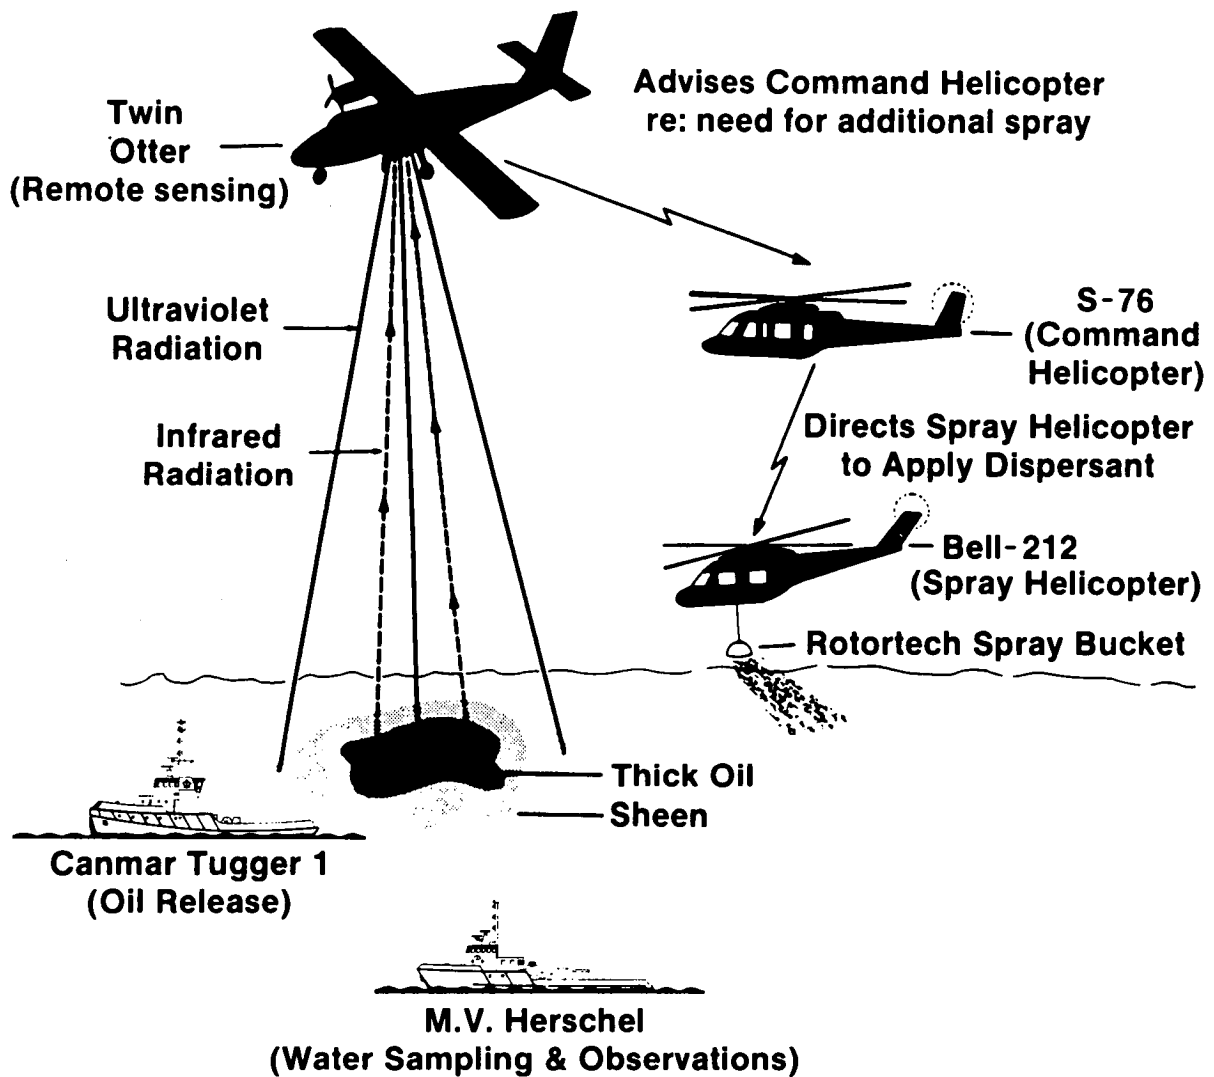 Advises Command Helicopter
re: need for additional spray
Twin
Otter
(Remote sensing)
Ultraviolet
Radiation
S-76
(Command
Helicopter)
Infrared
Radiation
Directs Spray Helicopter
to Apply Dispersant
Bell-212
(Spray Helicopter)
Rotortech Spray Bucket
Thick Oil
Sheen
Canmar Tugger 1
(Oil Release)
M.V. Herschel
(Water Sampling & Observations)